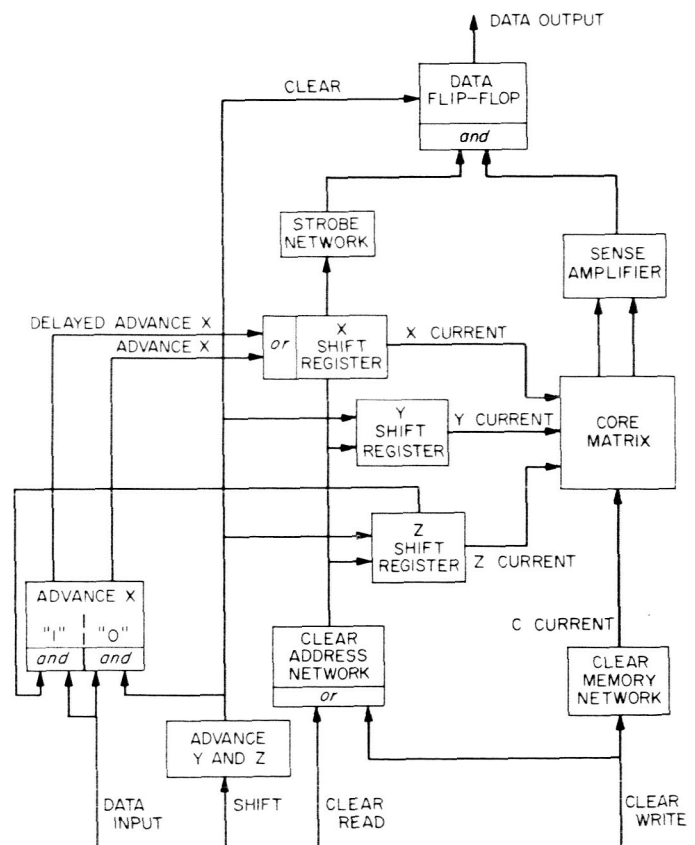 DATA OUTPUT
CLEAR
DATA
FLIP-FLOP
and
STROBE
NETWORK
SENSE
AMPLIFIER
DELAYED ADVANCE X
ADVANCE X
or
X
SHIFT
REGISTER
X CURRENT
Y
SHIFT
REGISTER
Y CURRENT
CORE
MATRIX
Z
SHIFT
REGISTER
Z CURRENT
ADVANCE X
"1" "0"
and and
CLEAR
ADDRESS
NETWORK
or
C CURRENT
CLEAR
MEMORY
NETWORK
ADVANCE
Y AND Z
DATA
INPUT
SHIFT
CLEAR
READ
CLEAR
WRITE